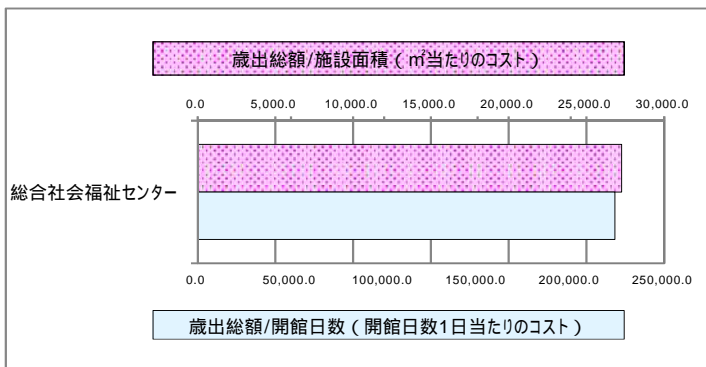 歳出総額/施設面積(㎡当たりのコスト)
0.0 5,000.0 10,000.0 15,000.0 20,000.0 25,000.0 30,000.0
総合社会福祉センター
0.0 50,000.0 100,000.0 150,000.0 200,000.0 250,000.0
歳出総額/開館日数(開館日数1日当たりのコスト)